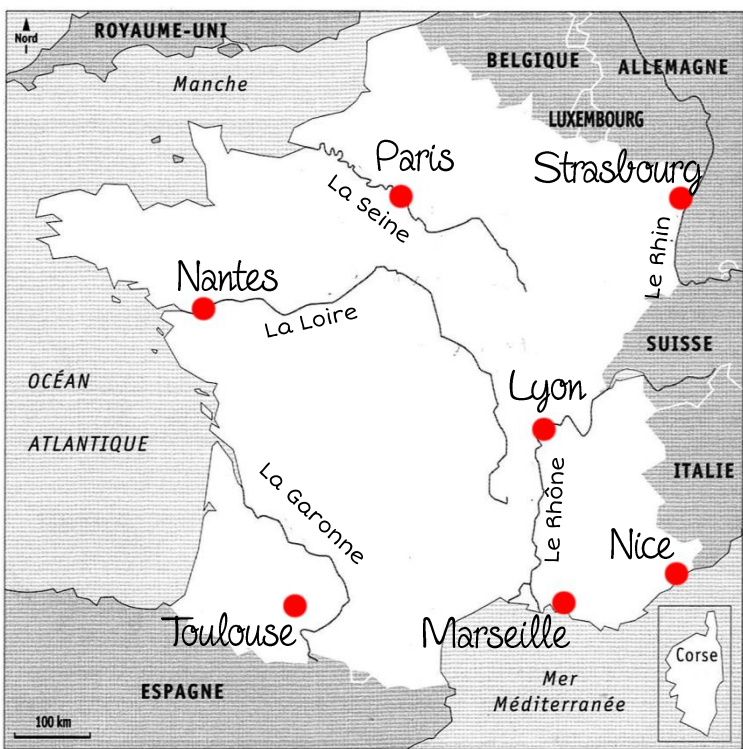 Nord
ROYAUME-UNI
Manche
BELGIQUE
ALLEMAGNE
LUXEMBOURG
Paris
Strasbourg
La Seine
Le Rhin
Nantes
La Loire
SUISSE
OCÉAN
ATLANTIQUE
Lyon
La Garonne
Le Rhône
ITALIE
Nice
Toulouse
Marseille
Corse
ESPAGNE
Mer
Méditerranée
100 km